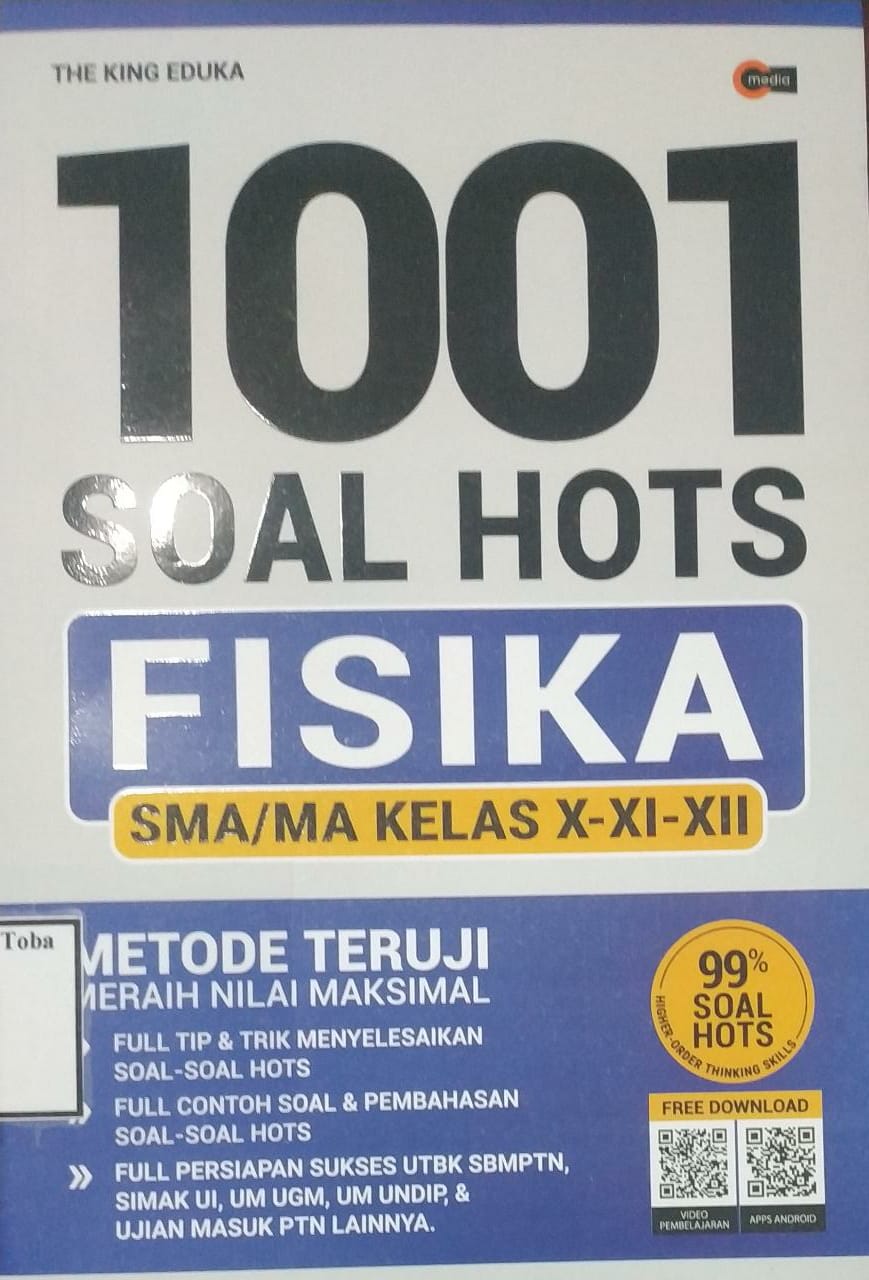 THE KING EDUKA
media
1001
SOAL HOTS
FISIKA
SMA/MA KELAS X-XI-XII
Toba
METODE TERUJI
MERAIH NILAI MAKSIMAL
FULL TIP & TRIK MENYELESAIKAN
SOAL-SOAL HOTS
FULL CONTOH SOAL & PEMBAHASAN
SOAL-SOAL HOTS
» FULL PERSIAPAN SUKSES UTBK SBMPTN,
SIMAK UI, UM UGM, UM UNDIP, &
UJIAN MASUK PTN LAINNYA.
99%
SOAL
HOTS
HIGHER-ORDER THINKING SKILLS
FREE DOWNLOAD
VIDEO
PEMBELAJARAN
APPS ANDROID